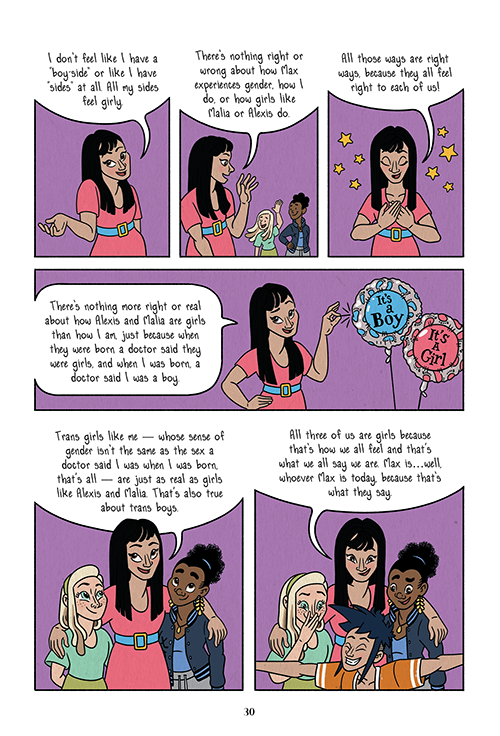 I don't feel like I have a
"boy-side" or like I have
"sides" at all. All my sides
feel girly.
There's nothing right or
wrong about how Max
experiences gender, how I
do, or how girls like
Malia or Alexis do.
All those ways are right
ways, because they all feel
right to each of us!
There's nothing more right or real
about how Alexis and Malia are girls
than how I am, just because when
they were born a doctor said they
were girls, and when I was born, a
doctor said I was a boy.
It's
a
Boy
It's
A
Girl
Trans girls like me — whose sense of
gender isn't the same as the sex a
doctor said I was when I was born,
that's all — are just as real as girls
like Alexis and Malia. That's also true
about trans boys.
All three of us are girls because
that's how we all feel and that's
what we all say we are. Max is...well,
whoever Max is today, because that's
what they say.
30